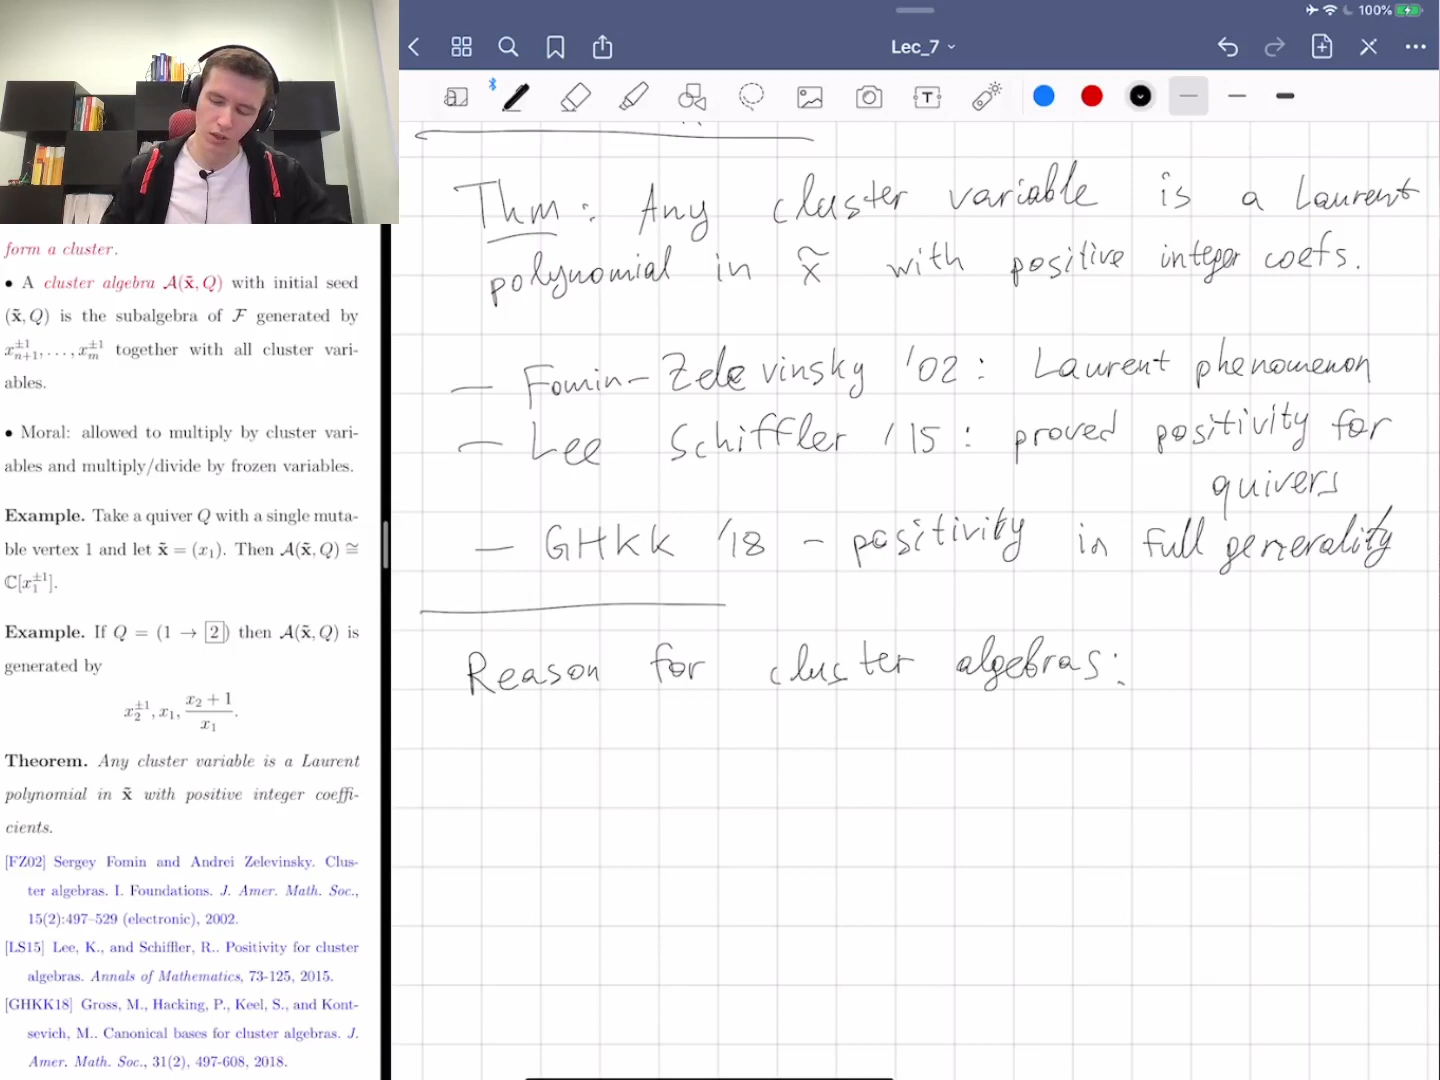 100%
Lec_7
T
form a cluster.
• A cluster algebra A(x̃, Q) with initial seed
(x̃, Q) is the subalgebra of F generated by
x_{n+1}^{±1}, . . . , x_m^{±1} together with all cluster vari-
ables.
• Moral: allowed to multiply by cluster vari-
ables and multiply/divide by frozen variables.
Example. Take a quiver Q with a single muta-
ble vertex 1 and let x̃ = (x₁). Then A(x̃, Q) ≅
ℂ[x₁^{±1}].
Example. If Q = (1 → [2]) then A(x̃, Q) is
generated by
x₂^{±1}, x₁, (x₂ + 1)/x₁.
Theorem. Any cluster variable is a Laurent
polynomial in x̃ with positive integer coeffi-
cients.
[FZ02] Sergey Fomin and Andrei Zelevinsky. Clus-
ter algebras. I. Foundations. J. Amer. Math. Soc.,
15(2):497–529 (electronic), 2002.
[LS15] Lee, K., and Schiffler, R.. Positivity for cluster
algebras. Annals of Mathematics, 73-125, 2015.
[GHKK18] Gross, M., Hacking, P., Keel, S., and Kont-
sevich, M.. Canonical bases for cluster algebras. J.
Amer. Math. Soc., 31(2), 497-608, 2018.
Thm: Any cluster variable is a Laurent
polynomial in x̃ with positive integer coefs.
— Fomin–Zelevinsky '02: Laurent phenomenon
— Lee Schiffler '15: proved positivity for
quivers
— GHKK '18 – positivity in full generality
Reason for cluster algebras: